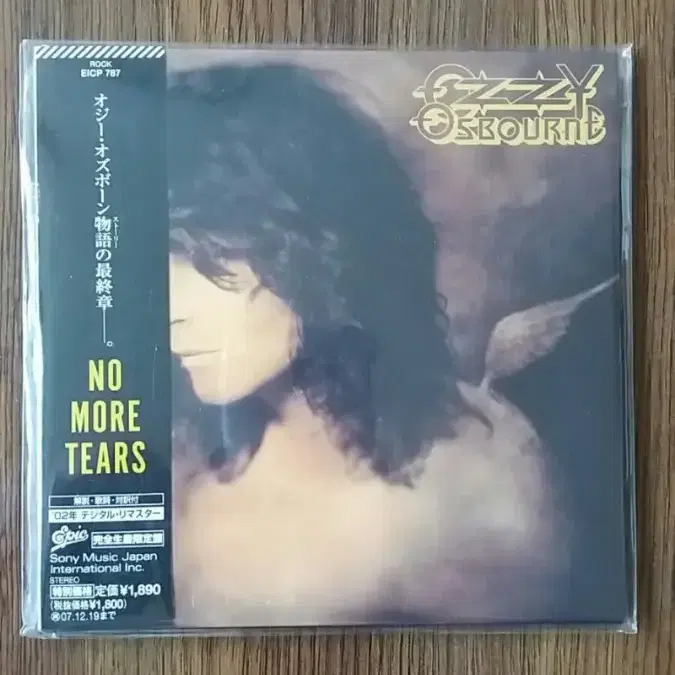 ROCK
EICP 787
オジー・オズボーン物語の最終章──。
ストーリー
NO
MORE
TEARS
解説・歌詞・対訳付
'02年 デジタル・リマスター
Epic 完全生産限定盤
Sony Music Japan
International Inc.
STEREO
特別価格 定価¥1,890
(税抜価格¥1,800)
㋐07.12.19まで
OZZY
OSBOURNE